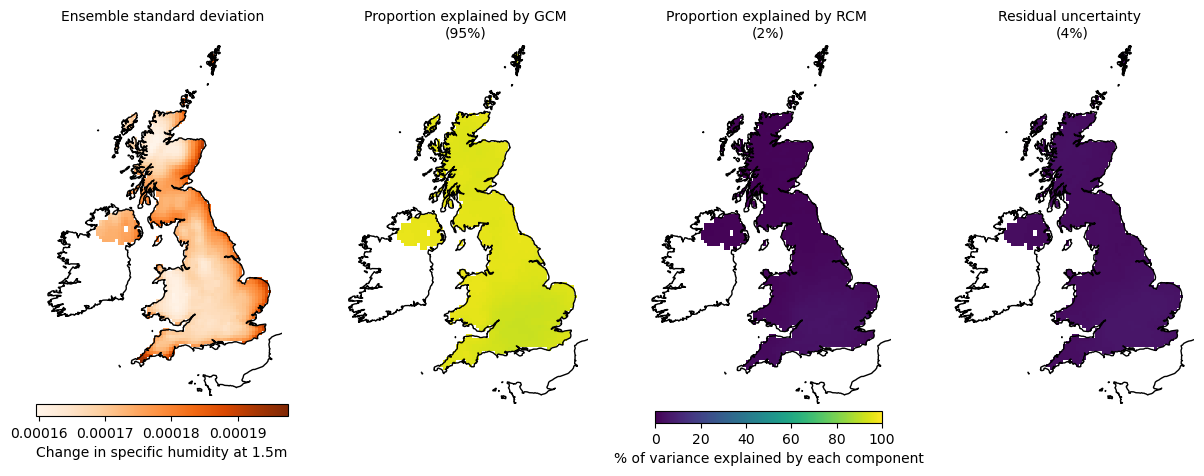 Ensemble standard deviation
Proportion explained by GCM
(95%)
Proportion explained by RCM
(2%)
Residual uncertainty
(4%)
0.00016 0.00017 0.00018 0.00019
Change in specific humidity at 1.5m
0 20 40 60 80 100
% of variance explained by each component